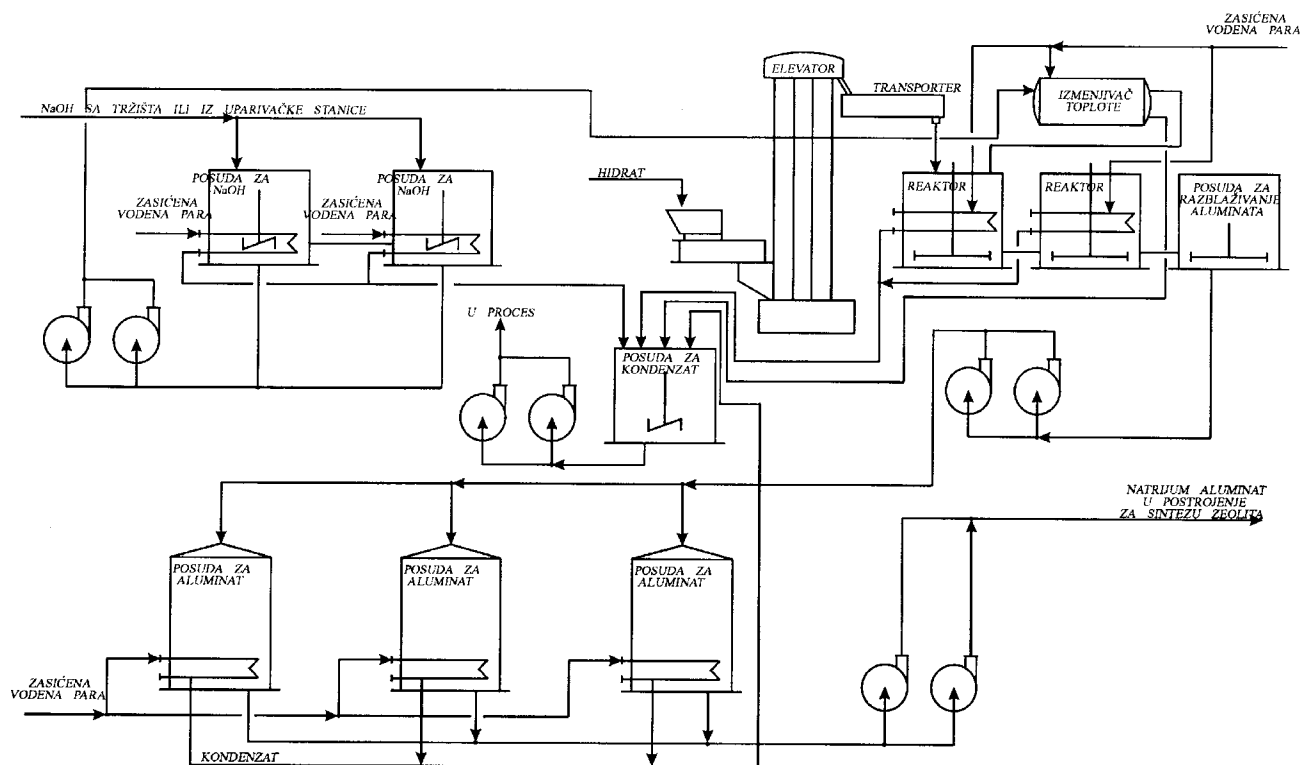 ZASIĆENA
VODENA PARA
ELEVATOR
TRANSPORTER
IZMENJIVAČ
TOPLOTE
NaOH SA TRŽIŠTA ILI IZ UPARIVAČKE STANICE
POSUDA ZA
NaOH
POSUDA ZA
NaOH
HIDRAT
REAKTOR
REAKTOR
POSUDA ZA
RAZBLAŽIVANJE
ALUMINATA
ZASIĆENA
VODENA PARA
ZASIĆENA
VODENA PARA
U PROCES
POSUDA ZA
KONDENZAT
NATRIJUM ALUMINAT
U POSTROJENJE
ZA SINTEZU ZEOLITA
POSUDA ZA
ALUMINAT
POSUDA ZA
ALUMINAT
POSUDA ZA
ALUMINAT
ZASIĆENA
VODENA PARA
KONDENZAT